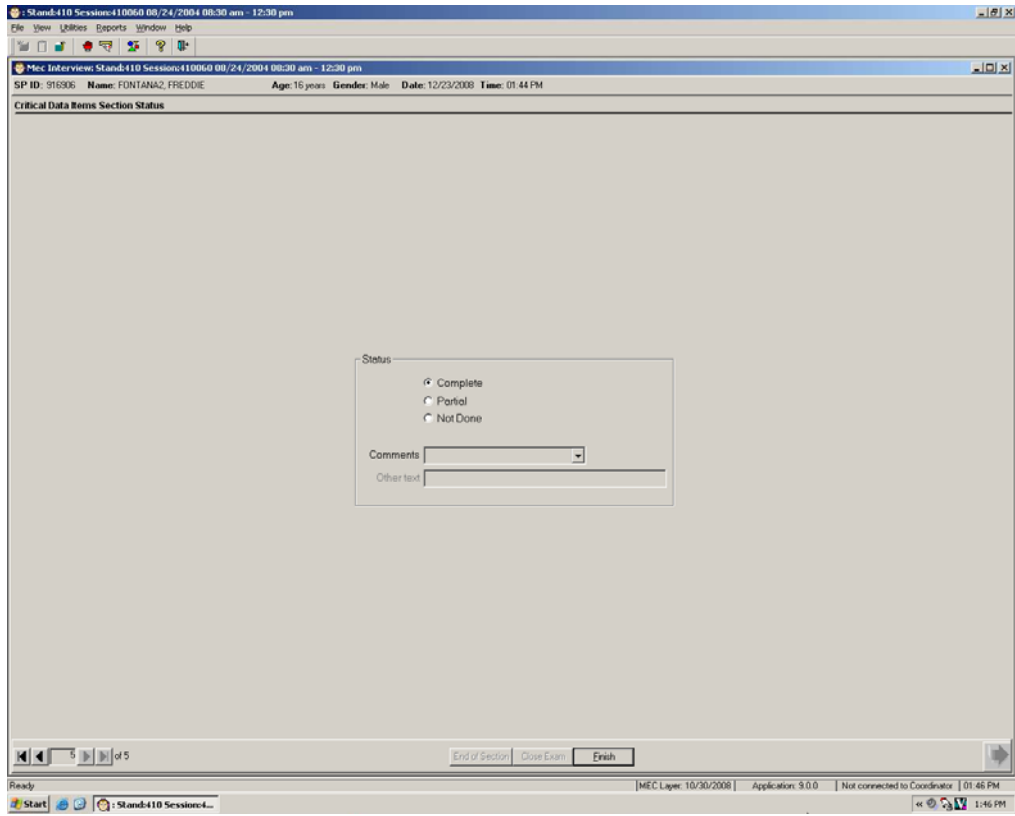 : Stand:410 Session:410060 08/24/2004 08:30 am - 12:30 pm
File View Utilities Reports Window Help
Mec Interview: Stand:410 Session:410060 08/24/2004 08:30 am - 12:30 pm
SP ID: 916906 Name: FONTANA2, FREDDIE Age: 16 years Gender: Male Date: 12/23/2008 Time: 01:44 PM
Critical Data Items Section Status
Status
Complete
Partial
Not Done
Comments
Other text
5 of 5 End of Section Close Exam Finish
Ready MEC Layer: 10/30/2008 Application: 9.0.0 Not connected to Coordinator 01:46 PM
Start : Stand:410 Session:4... 1:46 PM